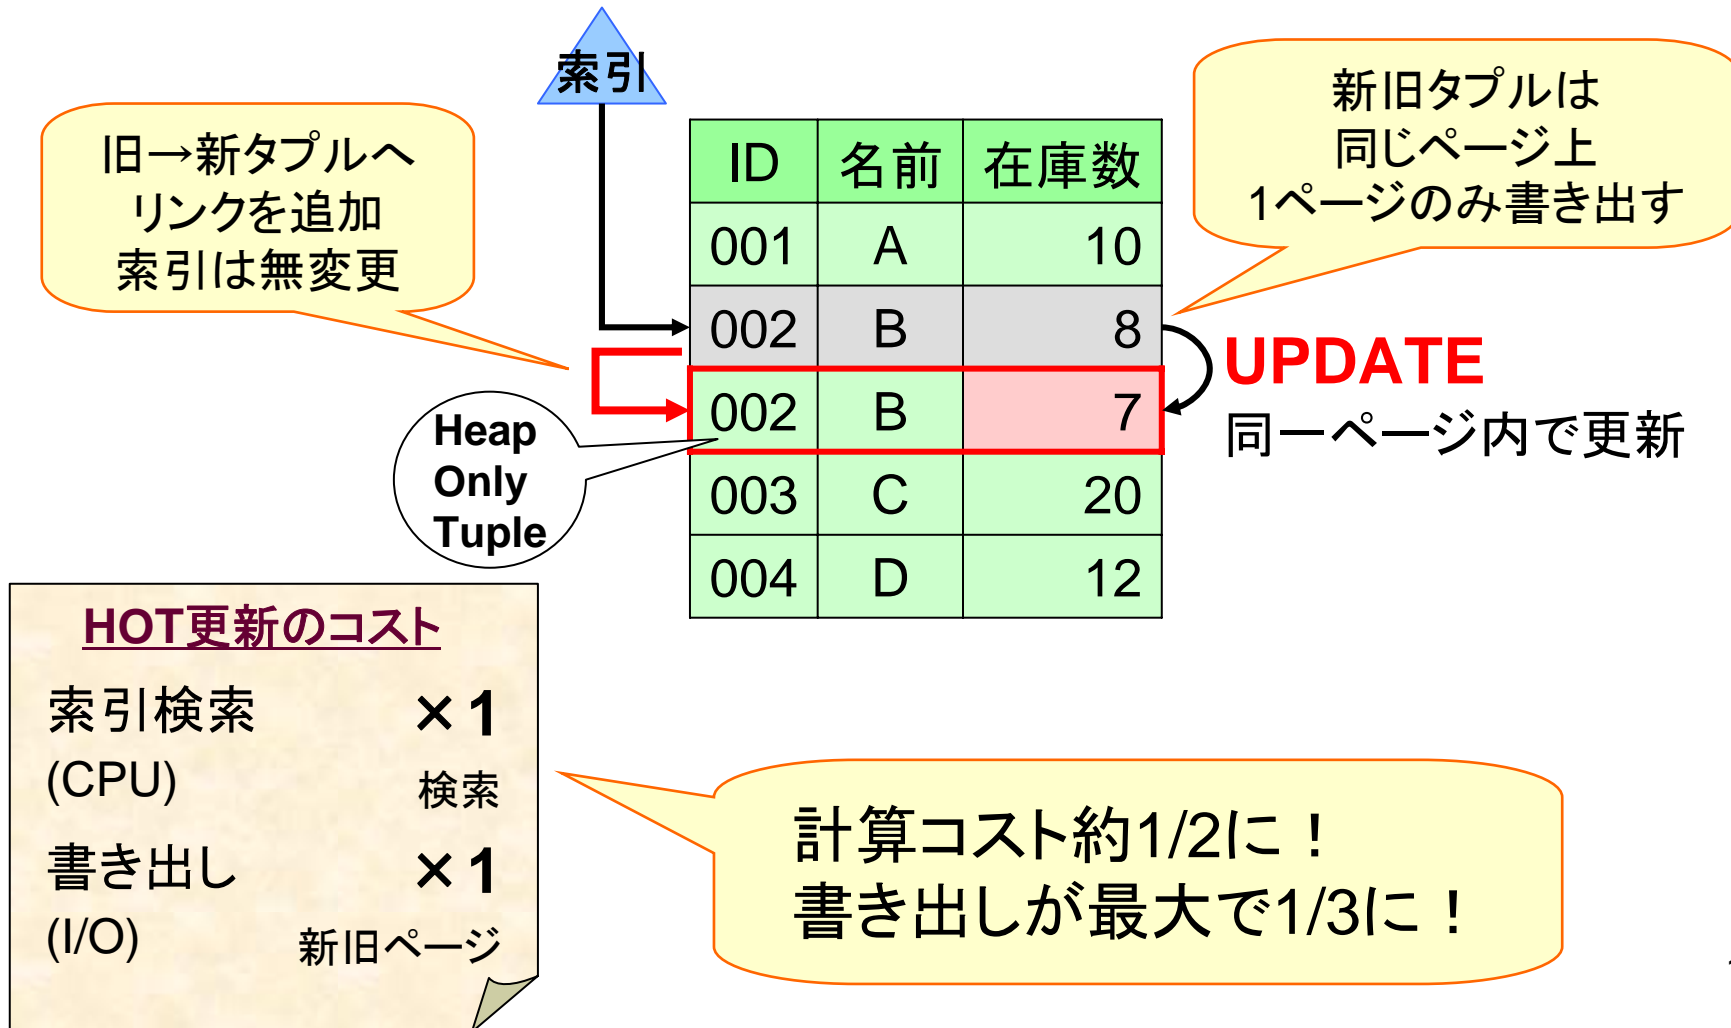 索引
旧→新タプルへ
リンクを追加
索引は無変更
新旧タプルは
同じページ上
1ページのみ書き出す
ID 名前 在庫数
001 A 10
002 B 8
002 B 7
003 C 20
004 D 12
UPDATE
同一ページ内で更新
Heap
Only
Tuple
HOT更新のコスト
索引検索 ×1
(CPU) 検索
書き出し ×1
(I/O) 新旧ページ
計算コスト約1/2に！
書き出しが最大で1/3に！